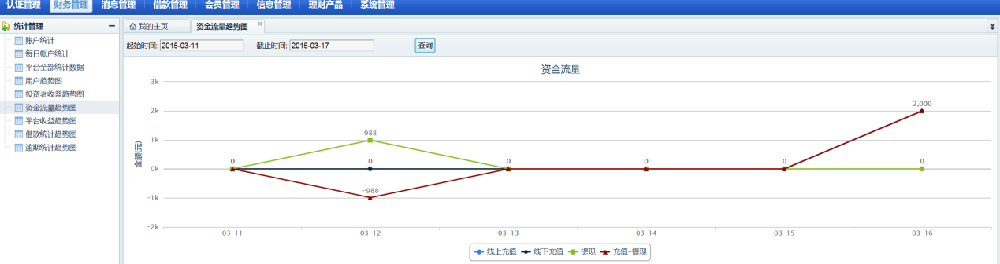 认证管理 财务管理 消息管理 借款管理 会员管理 信息管理 理财产品 系统管理
统计管理
账户统计
每日帐户统计
平台全部统计数据
用户趋势图
投资者收益趋势图
资金流量趋势图
平台收益趋势图
借款统计趋势图
逾期统计趋势图
我的主页 资金流量趋势图
起始时间: 2015-03-11 截止时间: 2015-03-17 查询
资金流量
金额(元)
3k
2k
1k
0k
-1k
-2k
2,000
988
0 0 0 0 0 0
-988
03-11 03-12 03-13 03-14 03-15 03-16
线上充值 线下充值 提现 充值-提现